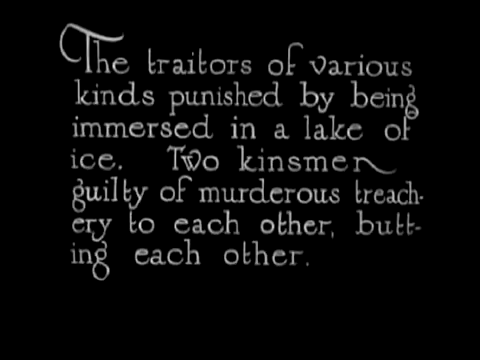 The traitors of various
kinds punished by being
immersed in a lake of
ice. Two kinsmen
guilty of murderous treach-
ery to each other, butt-
ing each other.